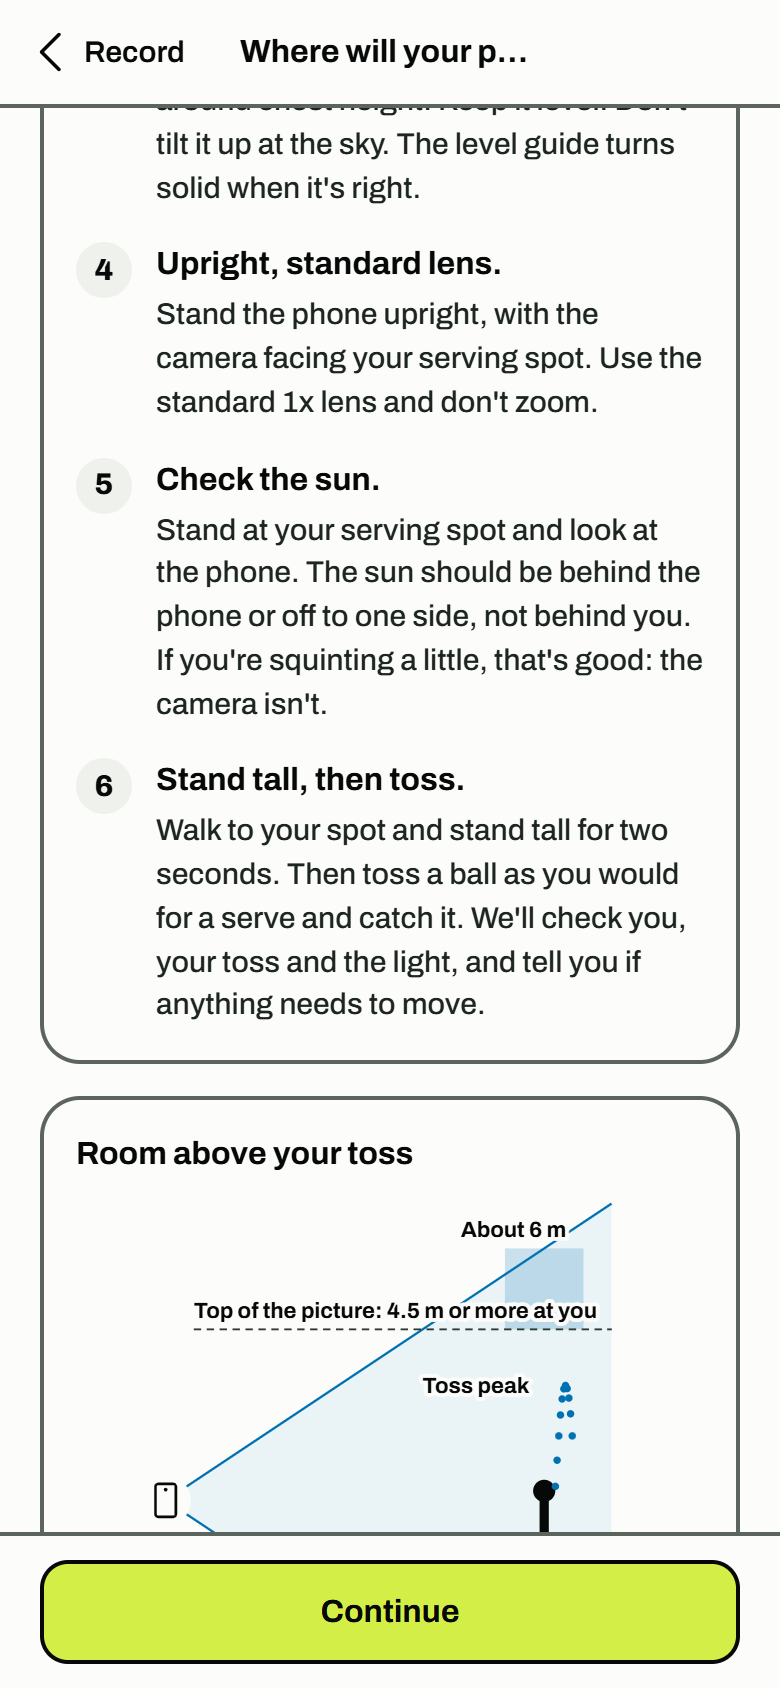 Record
Where will your p...
around chest height. Keep it level. Don't
tilt it up at the sky. The level guide turns
solid when it's right.
4
Upright, standard lens.
Stand the phone upright, with the
camera facing your serving spot. Use the
standard 1x lens and don't zoom.
5
Check the sun.
Stand at your serving spot and look at
the phone. The sun should be behind the
phone or off to one side, not behind you.
If you're squinting a little, that's good: the
camera isn't.
6
Stand tall, then toss.
Walk to your spot and stand tall for two
seconds. Then toss a ball as you would
for a serve and catch it. We'll check you,
your toss and the light, and tell you if
anything needs to move.
Room above your toss
About 6 m
Top of the picture: 4.5 m or more at you
Toss peak
Continue